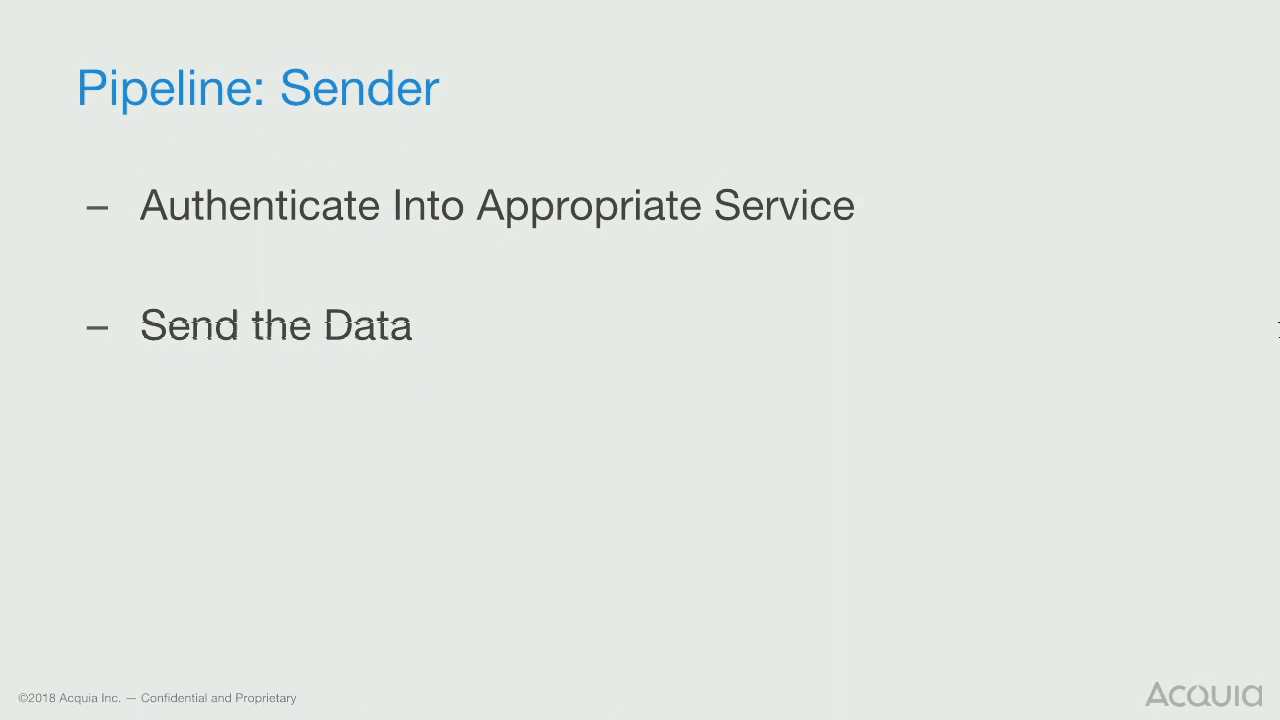 Pipeline: Sender
– Authenticate Into Appropriate Service
– Send the Data
©2018 Acquia Inc. — Confidential and Proprietary
Acquia